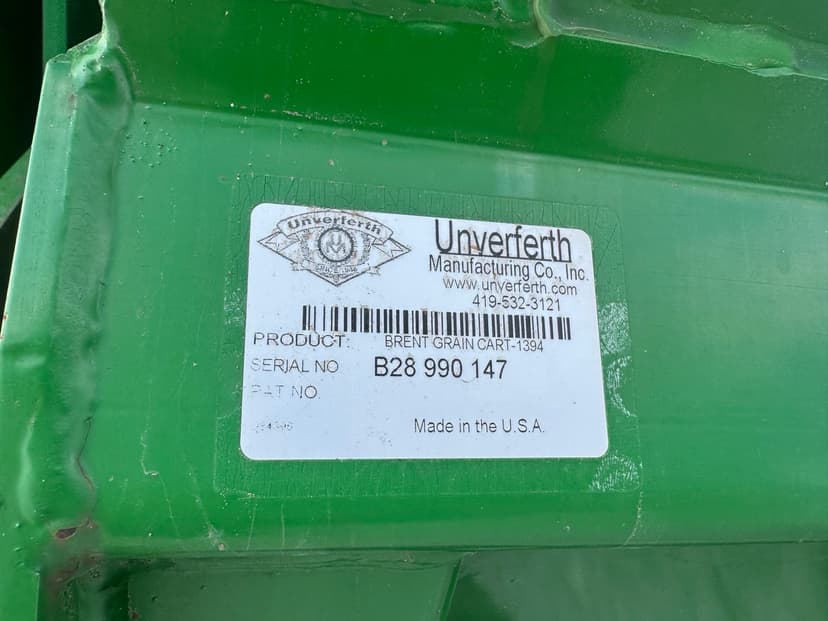 Unverferth
Unverferth
Manufacturing Co., Inc.
www.unverferth.com
419-532-3121
PRODUCT: BRENT GRAIN CART-1394
SERIAL NO B28 990 147
PAT NO.
Made in the U.S.A.